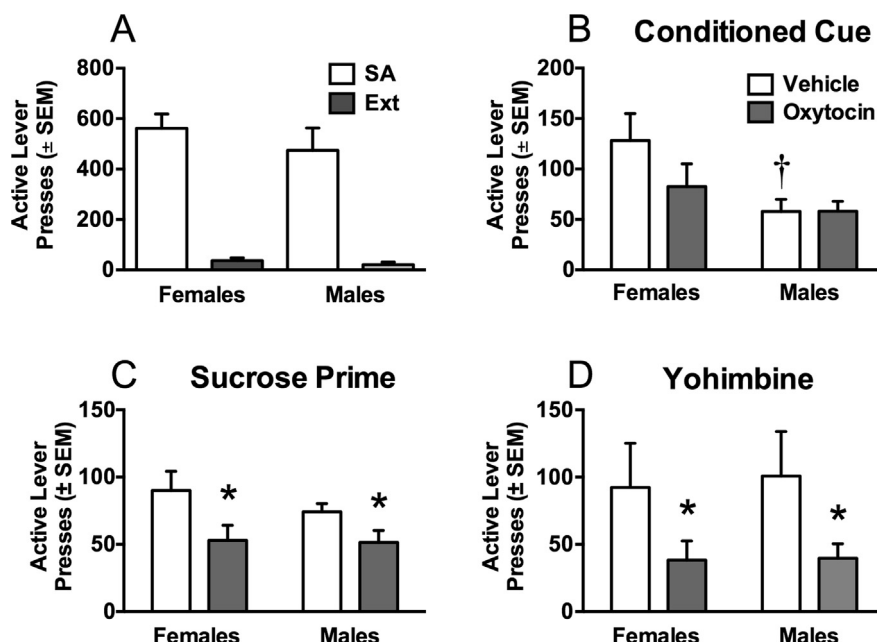 A
Active Lever
Presses (± SEM)
800
600
400
200
0
SA
Ext
Females
Males
B
Conditioned Cue
Active Lever
Presses (± SEM)
200
150
100
50
0
Vehicle
Oxytocin
†
Females
Males
C
Sucrose Prime
Active Lever
Presses (± SEM)
150
100
50
0
*
*
Females
Males
D
Yohimbine
Active Lever
Presses (± SEM)
150
100
50
0
*
*
Females
Males